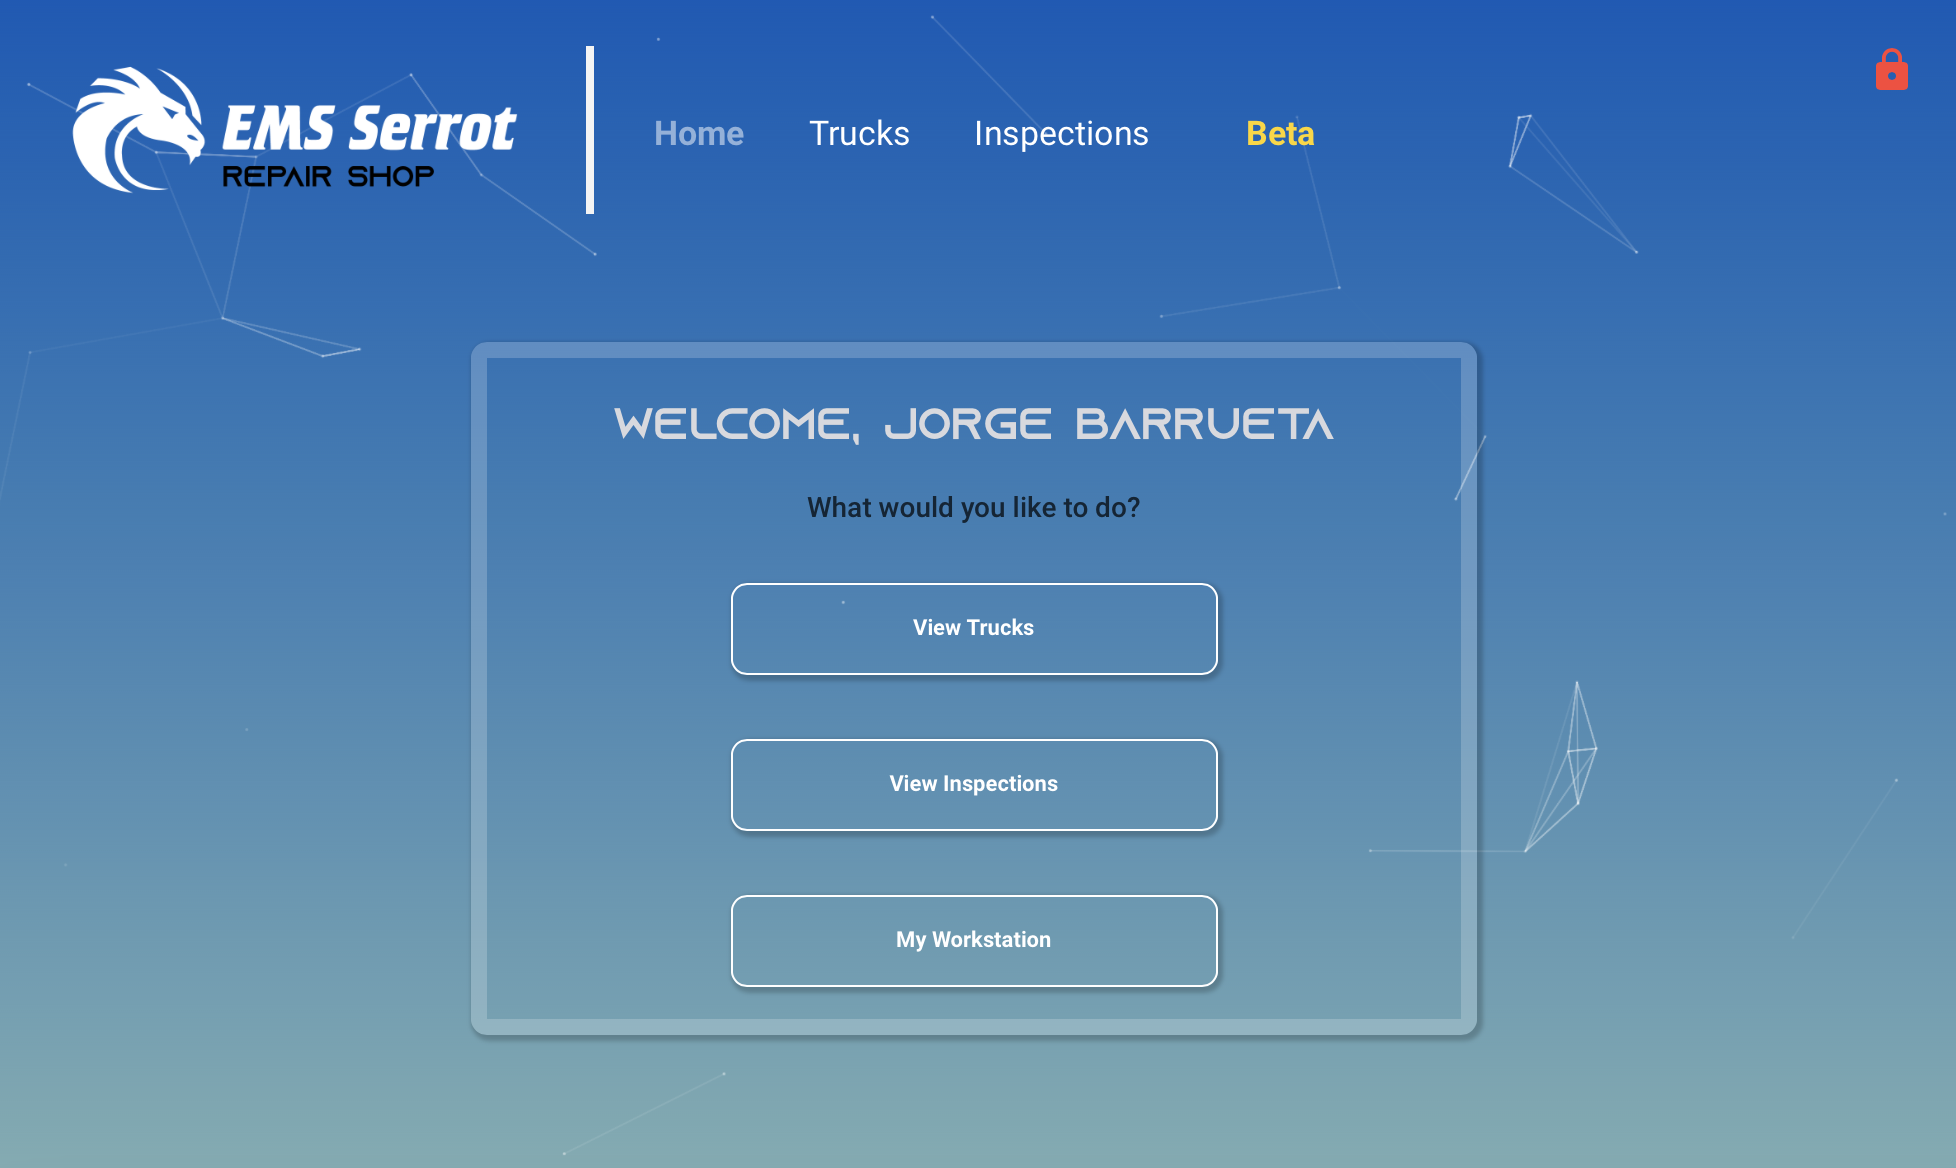 EMS Serrot
REPAIR SHOP
Home Trucks Inspections Beta
WELCOME, JORGE BARRUETA
What would you like to do?
View Trucks
View Inspections
My Workstation